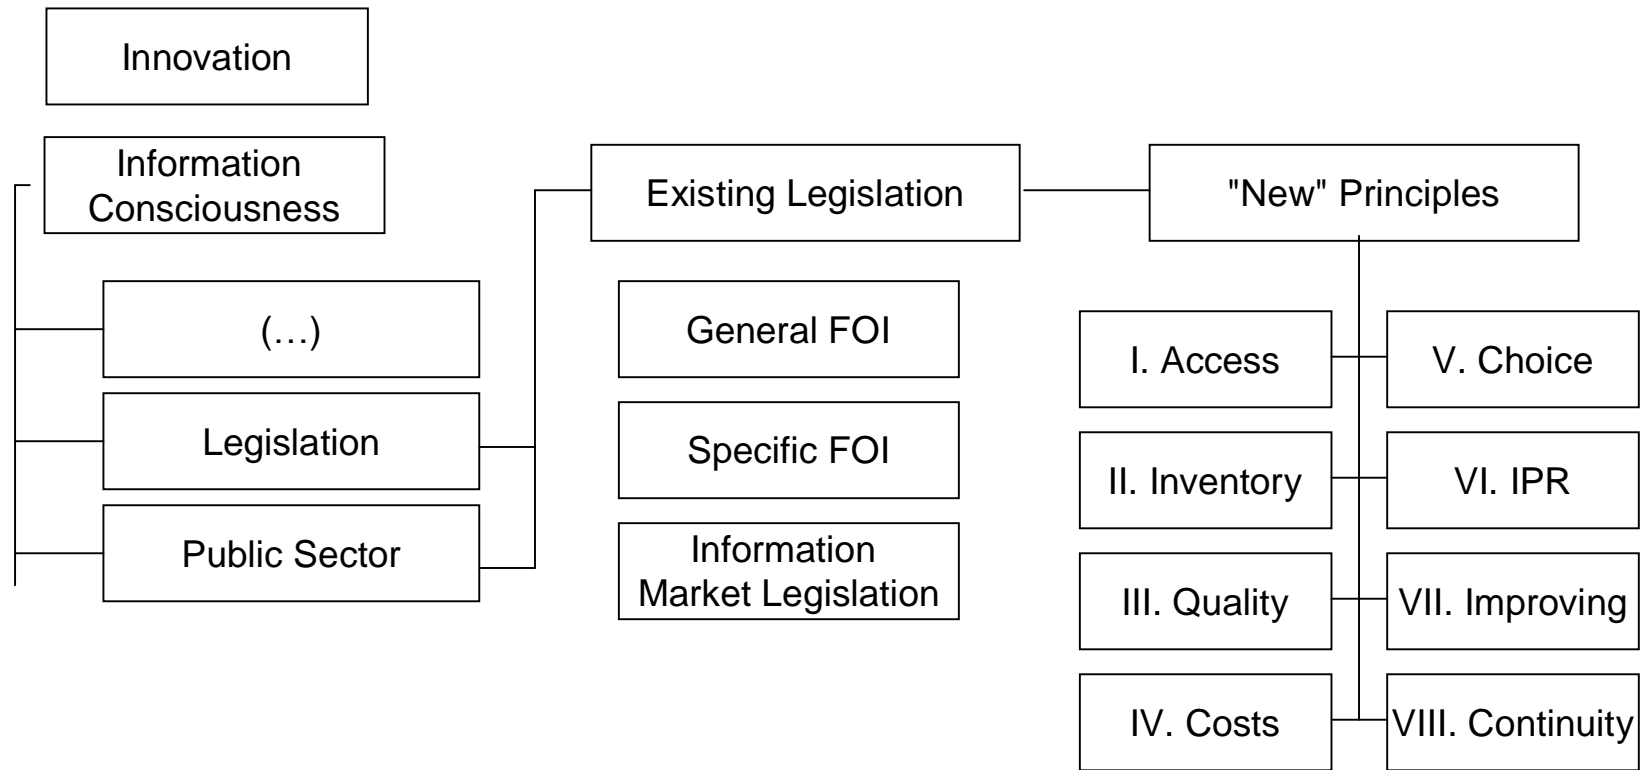 Innovation
Information
Consciousness
(…)
Legislation
Public Sector
Existing Legislation
General FOI
Specific FOI
Information
Market Legislation
"New" Principles
I. Access
II. Inventory
III. Quality
IV. Costs
V. Choice
VI. IPR
VII. Improving
VIII. Continuity